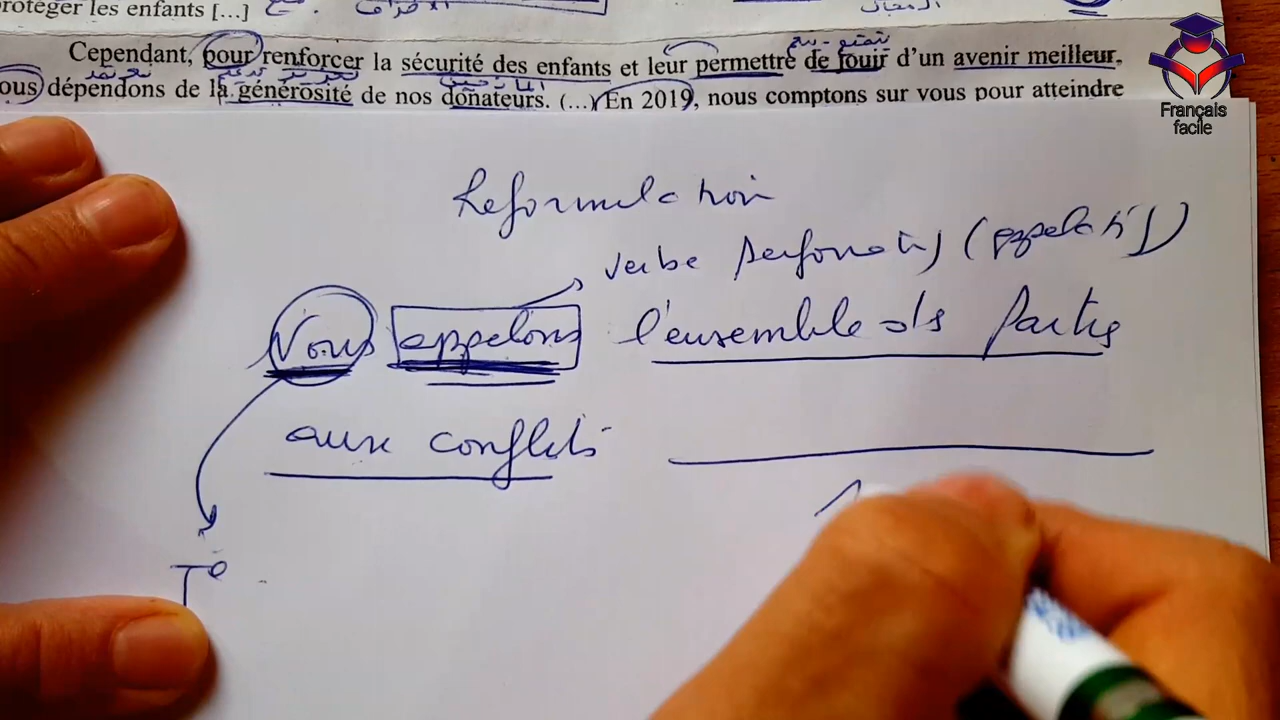 rotéger les enfants [...]
الأطراف
المجال
Cependant, pour renforcer la sécurité des enfants et leur permettre de jouir d'un avenir meilleur,
ous dépendons de la générosité de nos donateurs. (...) En 2019, nous comptons sur vous pour atteindre
Français
facile
Reformulation
verbe performatif (appelatif)
Nous appelons l'ensemble des Parties
aux conflits